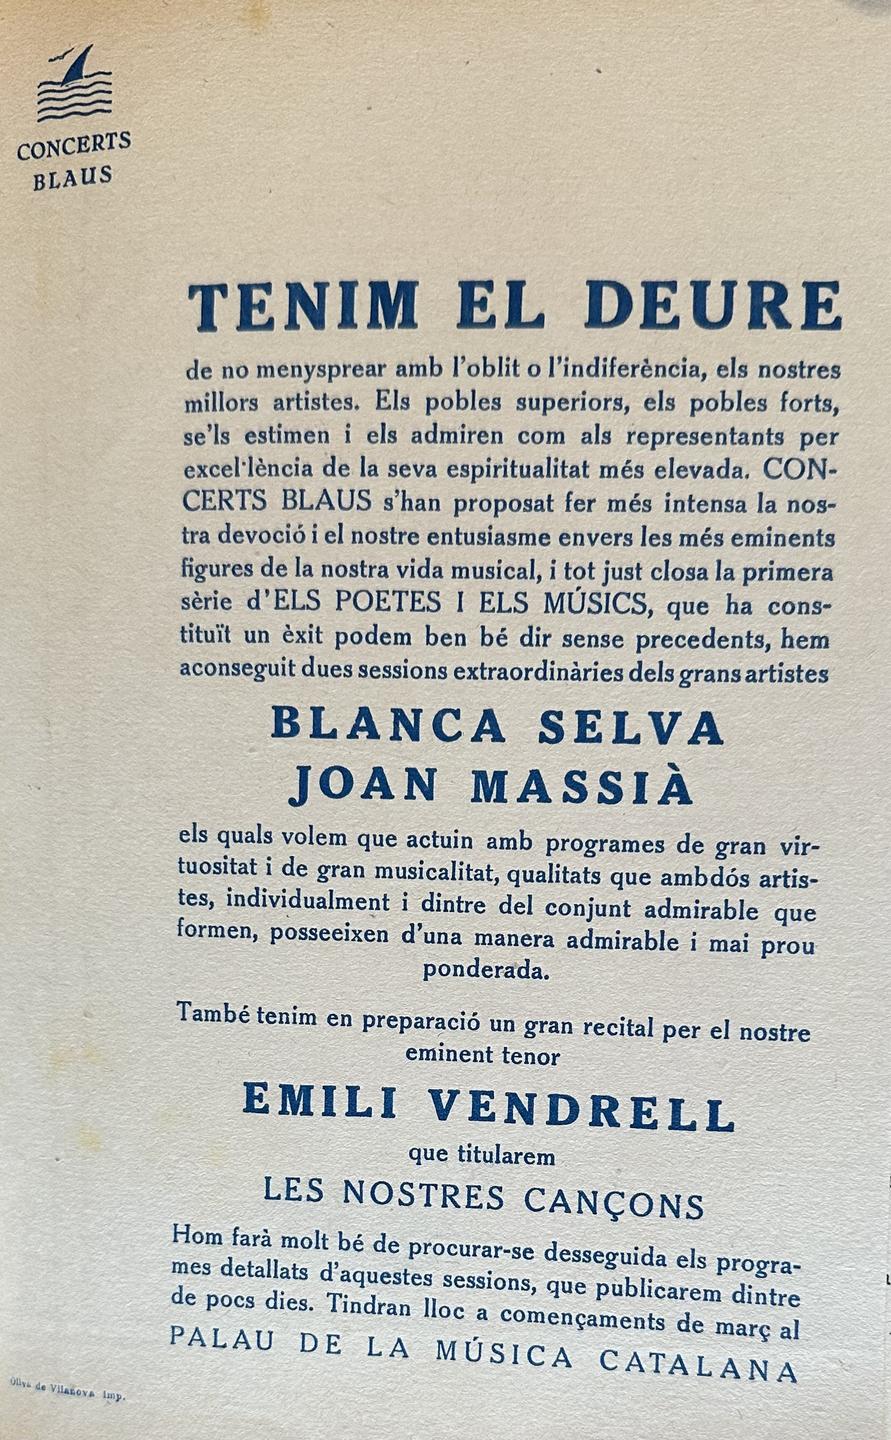 CONCERTS
BLAUS
TENIM EL DEURE
de no menysprear amb l'oblit o l'indiferència, els nostres
millors artistes. Els pobles superiors, els pobles forts,
se'ls estimen i els admiren com als representants per
excel·lència de la seva espiritualitat més elevada. CON-
CERTS BLAUS s'han proposat fer més intensa la nos-
tra devoció i el nostre entusiasme envers les més eminents
figures de la nostra vida musical, i tot just closa la primera
sèrie d'ELS POETES I ELS MÚSICS, que ha cons-
tituït un èxit podem ben bé dir sense precedents, hem
aconseguit dues sessions extraordinàries dels grans artistes
BLANCA SELVA
JOAN MASSIÀ
els quals volem que actuin amb programes de gran vir-
tuositat i de gran musicalitat, qualitats que ambdós artis-
tes, individualment i dintre del conjunt admirable que
formen, posseeixen d'una manera admirable i mai prou
ponderada.
També tenim en preparació un gran recital per el nostre
eminent tenor
EMILI VENDRELL
que titularem
LES NOSTRES CANÇONS
Hom farà molt bé de procurar-se desseguida els progra-
mes detallats d'aquestes sessions, que publicarem dintre
de pocs dies. Tindran lloc a començaments de març al
PALAU DE LA MÚSICA CATALANA
Oliva de Vilanova Imp.